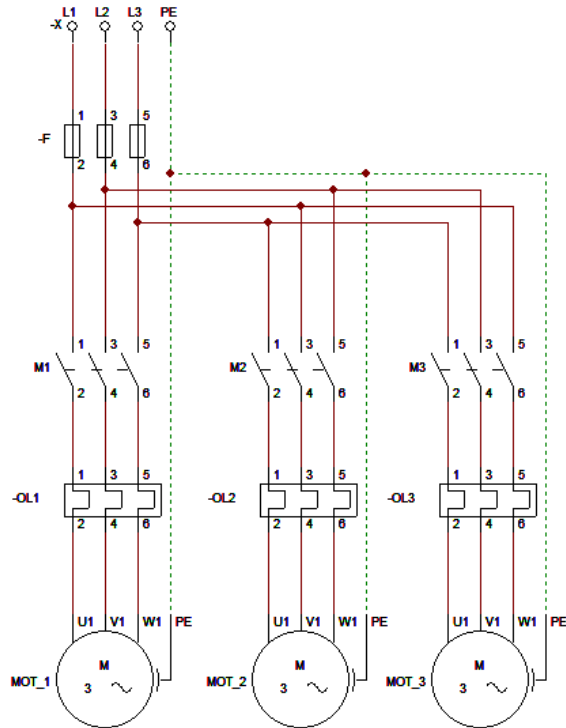 -X L1 L2 L3 PE
1 3 5
-F
2 4 6
1 3 5 1 3 5 1 3 5
M1 M2 M3
2 4 6 2 4 6 2 4 6
1 3 5 1 3 5 1 3 5
-OL1 -OL2 -OL3
2 4 6 2 4 6 2 4 6
U1 V1 W1 PE U1 V1 W1 PE U1 V1 W1 PE
M M M
MOT_1 3 MOT_2 3 MOT_3 3